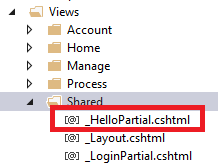 Views
Account
Home
Manage
Process
Shared
[@] _HelloPartial.cshtml
[@] _Layout.cshtml
[@] _LoginPartial.cshtml